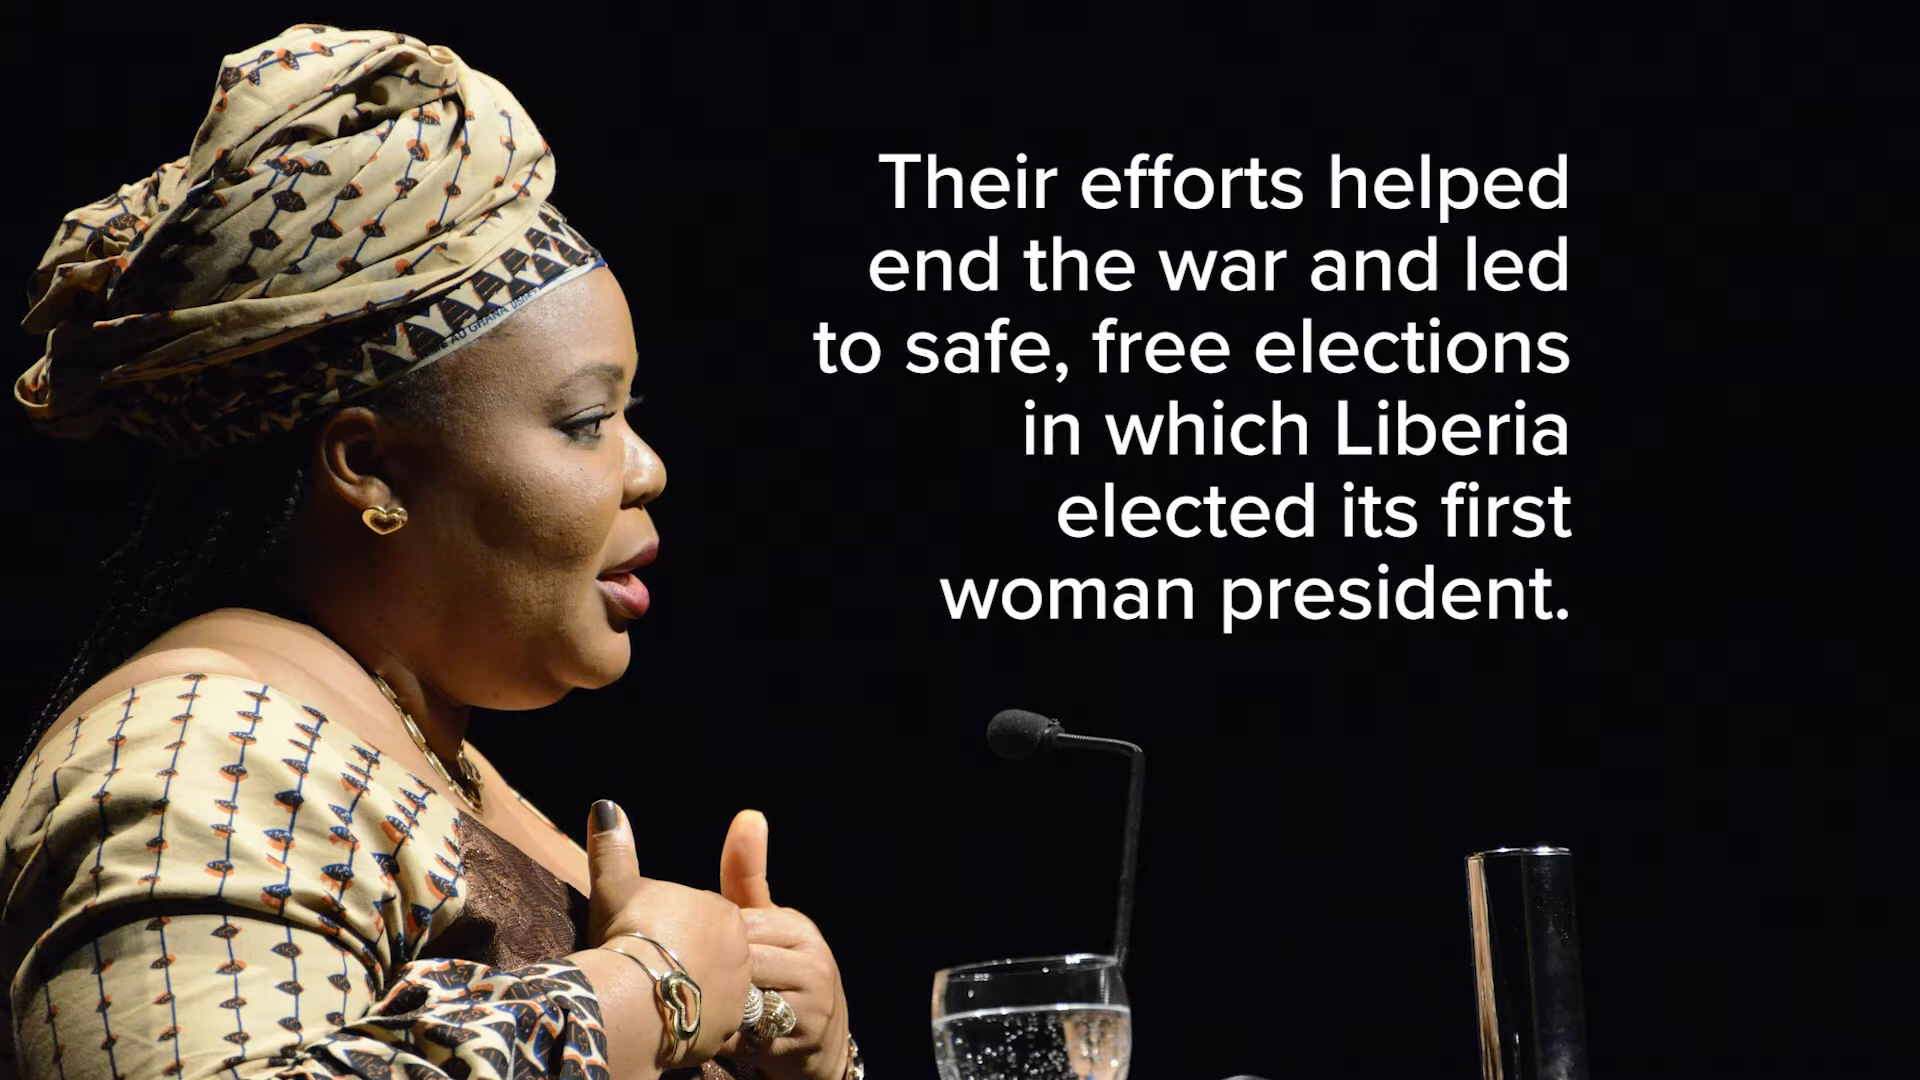 Their efforts helped
end the war and led
to safe, free elections
in which Liberia
elected its first
woman president.